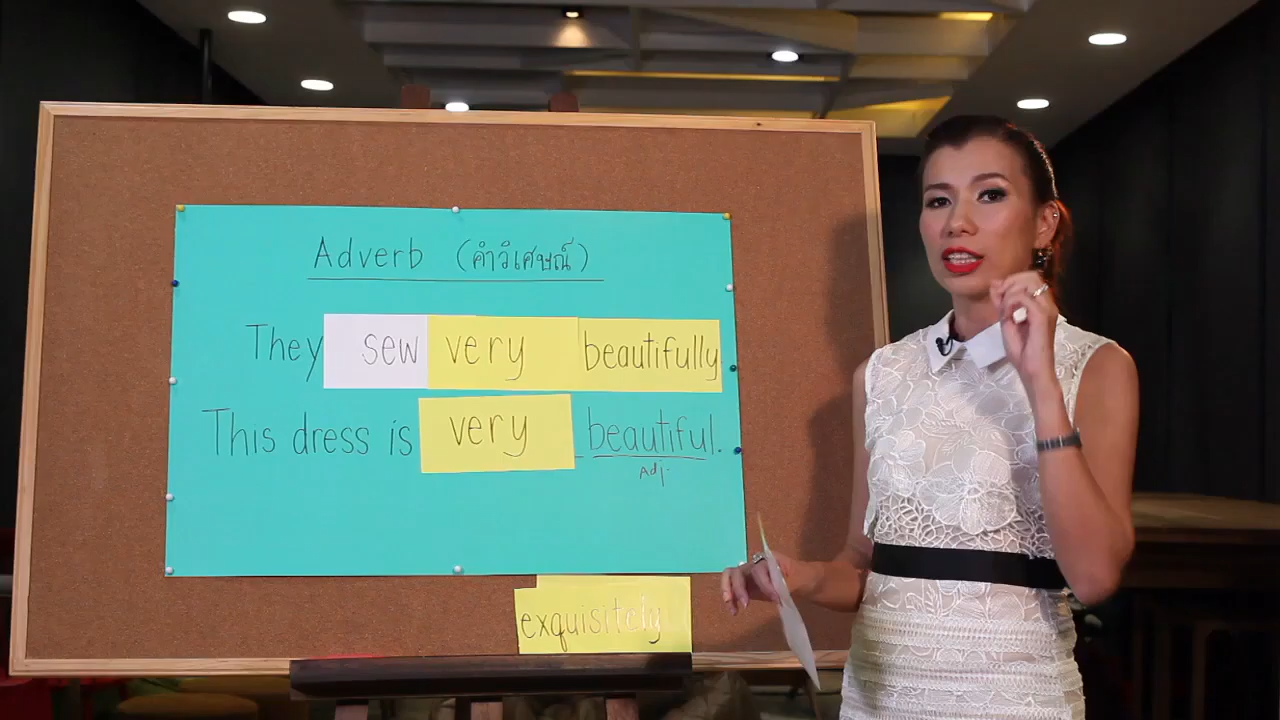 Adverb (คำวิเศษณ์)
They sew very beautifully
This dress is very beautiful.
Adj.
exquisitely